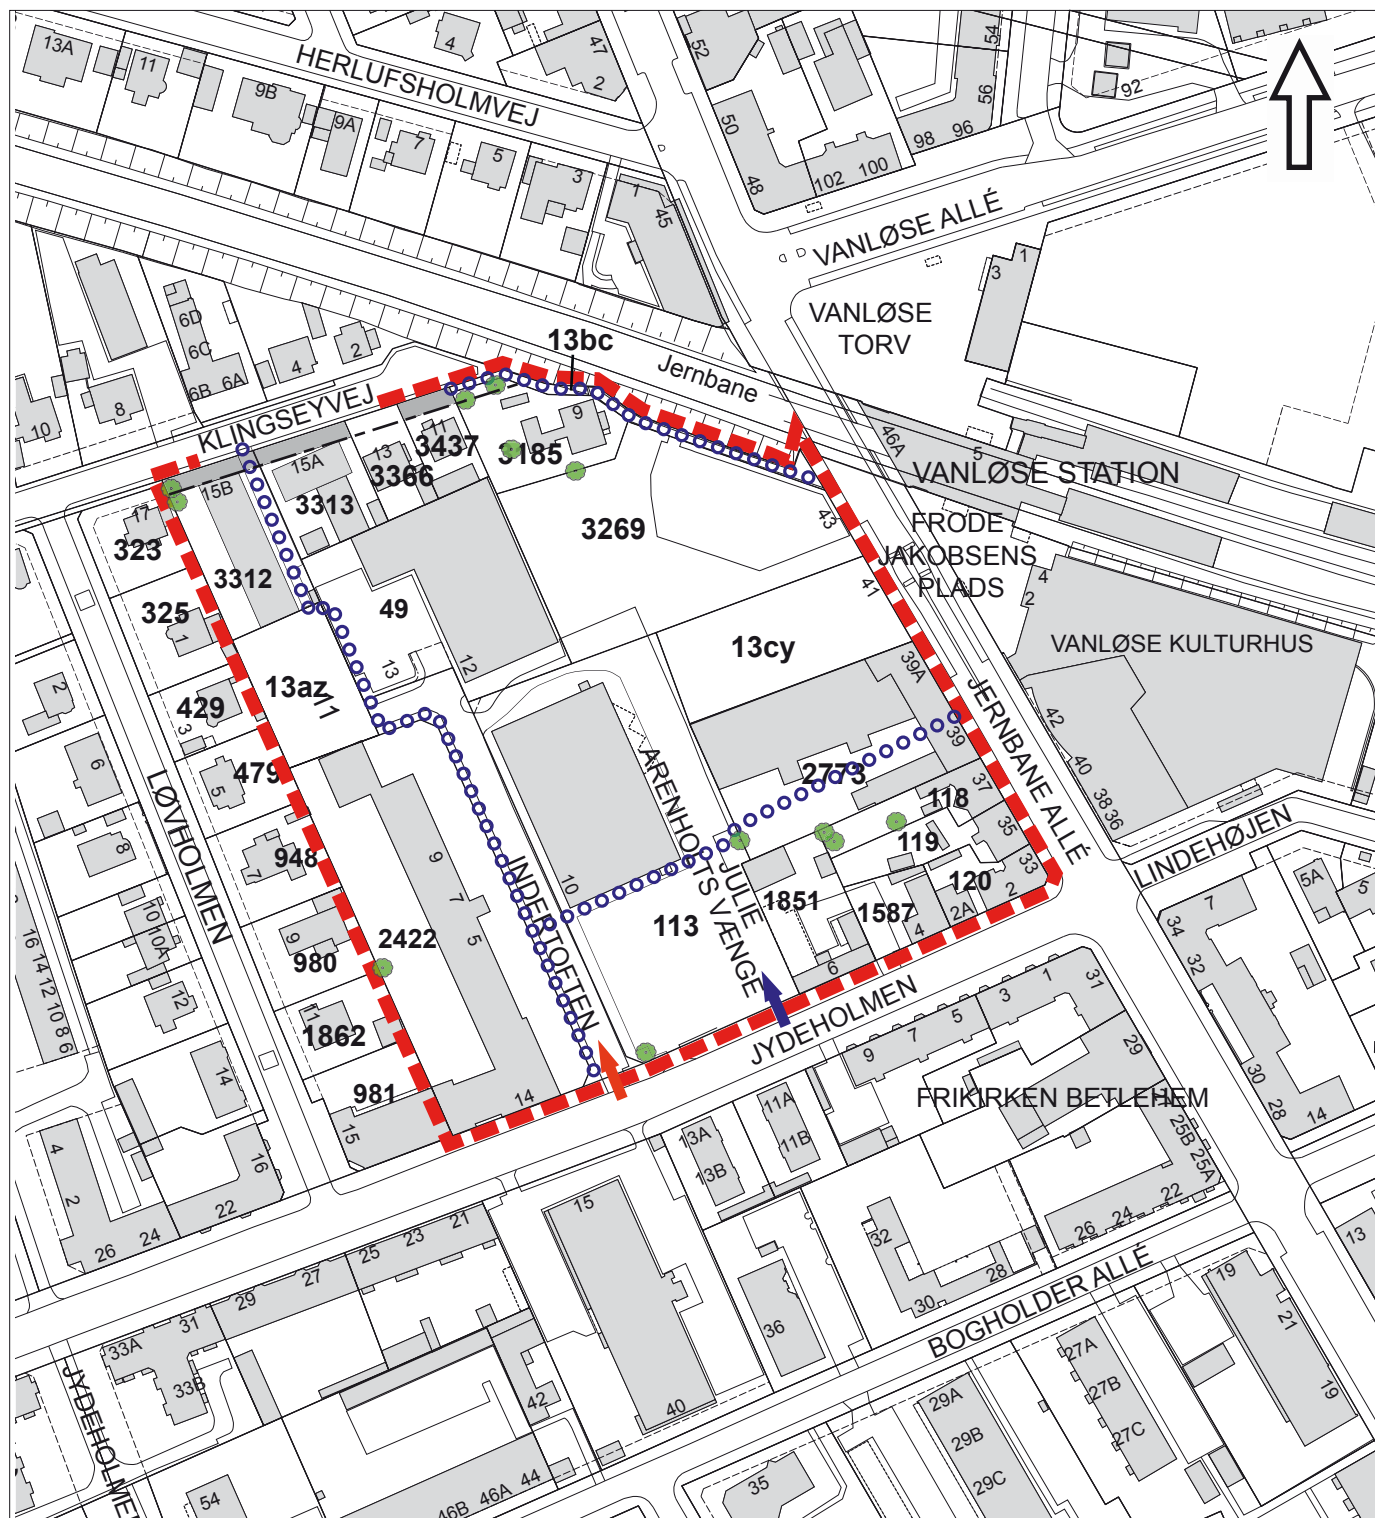 13A
11
9B
9A
7
5
3
1
45
4
47
2
HERLUFSHOLMVEJ
52
50
48
102
100
98
96
56
54
92
VANLØSE ALLÉ
VANLØSE
TORV
3
1
6D
6C
6B
6A
4
2
8
10
KLINGSEYVEJ
13bc
Jernbane
46A
5
VANLØSE STATION
FRODE
JAKOBSENS
PLADS
4
2
VANLØSE KULTURHUS
17
15B
15A
13
11
9
3437
3185
3366
3313
323
3312
3269
43
41
325
1
49
13
12
13cy
39A
13az
11
429
3
2
6
479
5
LØVHOLMEN
39
2773
JERNBANE ALLÉ
42
40
38
36
LINDEHØJEN
ARENHOLTS VÆNGE
JULIE
37
118
119
35
33
120
2
2A
1851
1587
4
6
948
7
8
9
7
5
10
INDERTOFTEN
113
2422
980
9
10
10A
12
16 14 12 10 8 6
11
1862
14
981
15
14
JYDEHOLMEN
9
7
5
3
1
31
29
FRIKIRKEN BETLEHEM
34
32
30
28
14
7
5A
5
25B
25A
22
24
26
4
2
26
24
22
16
13A
13B
11A
11B
15
21
23
25
27
29
31
33A
33B
32
30
28
36
40
42
BOGHOLDER ALLÉ
13
19
21
19
27A
27B
27C
29A
29B
29C
35
44
46A
46B
54